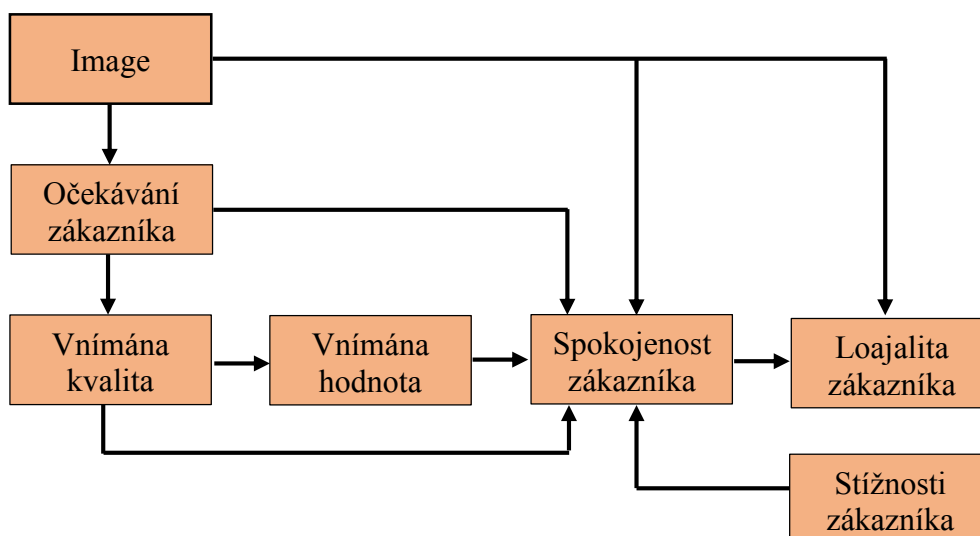 Image
Očekávání
zákazníka
Vnímána
kvalita
Vnímána
hodnota
Spokojenost
zákazníka
Loajalita
zákazníka
Stížnosti
zákazníka